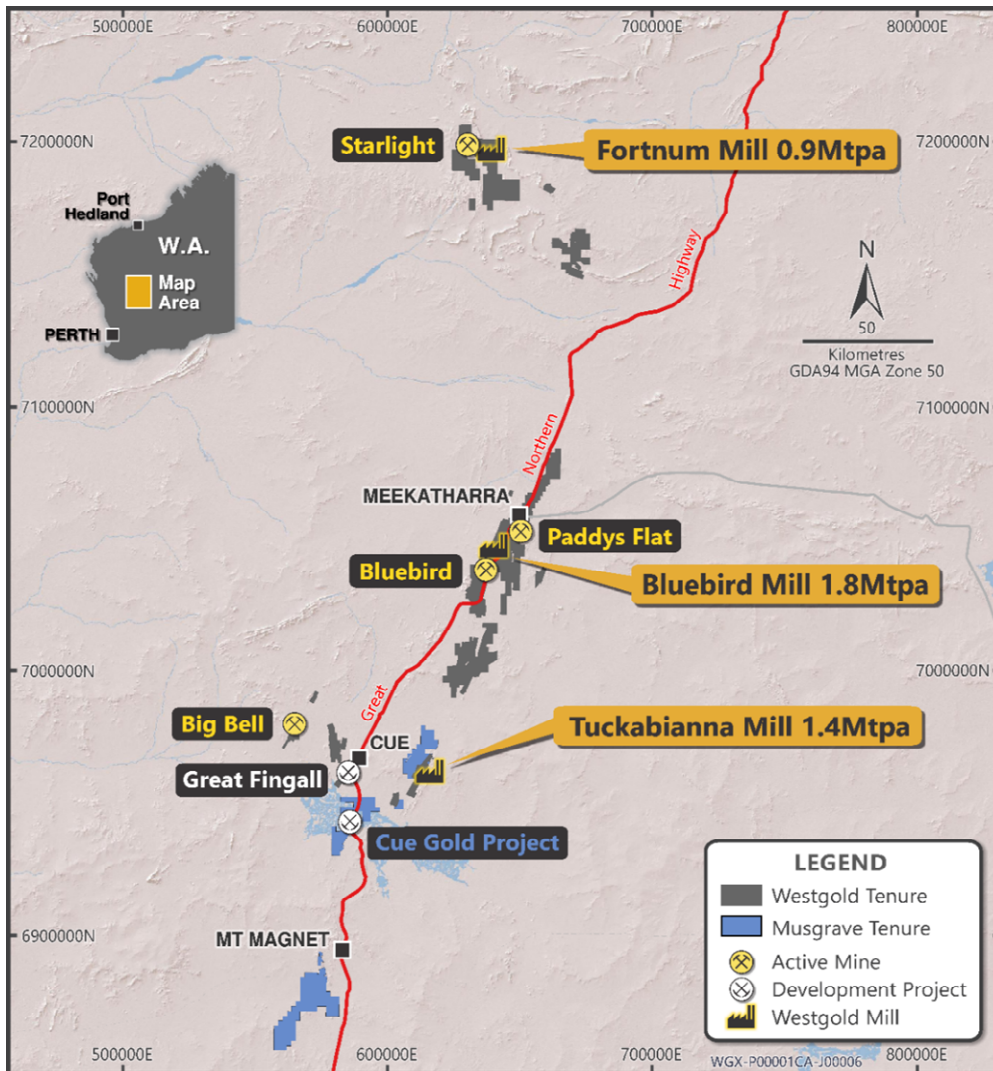 500000E
600000E
700000E
800000E
7200000N
7200000N
Starlight
Fortnum Mill 0.9Mtpa
Port
Hedland
W.A.
Map
Area
PERTH
Highway
N
50
Kilometres
GDA94 MGA Zone 50
7100000N
7100000N
Northern
MEEKATHARRA
Paddys Flat
Bluebird
Bluebird Mill 1.8Mtpa
7000000N
7000000N
Great
Big Bell
Tuckabianna Mill 1.4Mtpa
CUE
Great Fingall
Cue Gold Project
LEGEND
Westgold Tenure
Musgrave Tenure
Active Mine
Development Project
Westgold Mill
6900000N
MT MAGNET
WGX-P00001CA-J00006
500000E
600000E
700000E
800000E